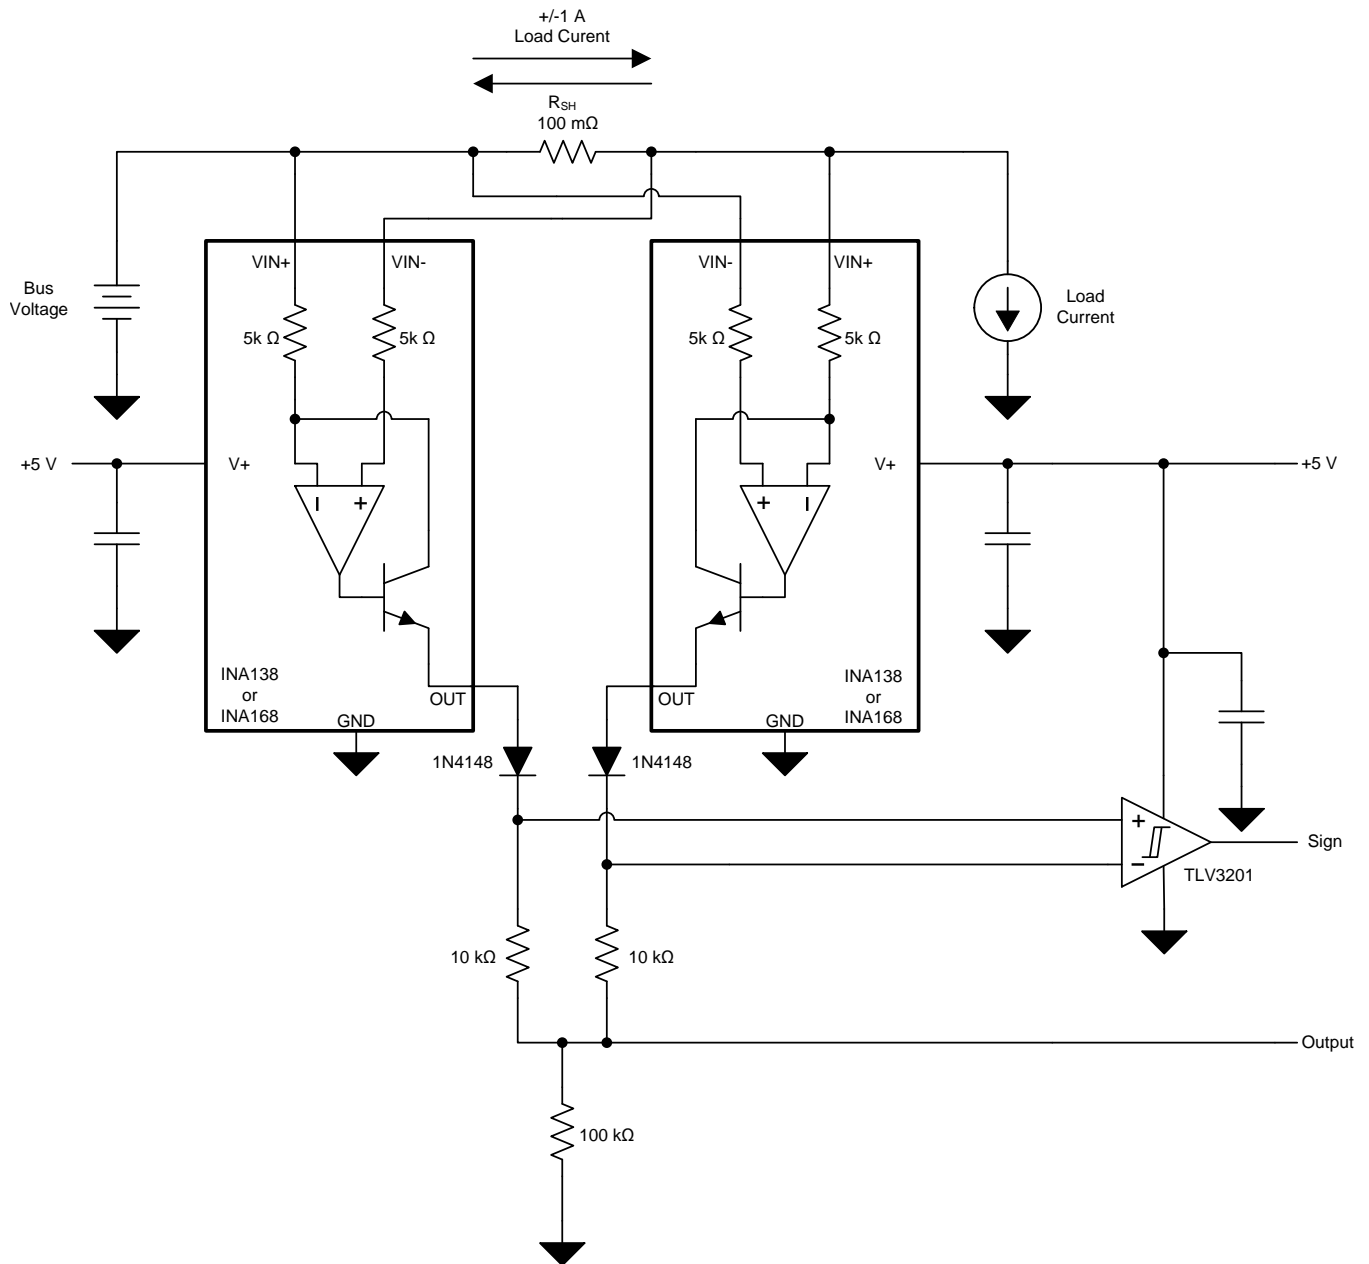 +/-1 A
Load Curent
RSH
100 mΩ
VIN+
VIN-
VIN-
VIN+
Bus
Voltage
5k Ω
5k Ω
5k Ω
5k Ω
Load
Current
+5 V
V+
V+
+5 V
INA138
or
INA168
OUT
GND
OUT
INA138
or
INA168
GND
1N4148
1N4148
Sign
TLV3201
10 kΩ
10 kΩ
Output
100 kΩ